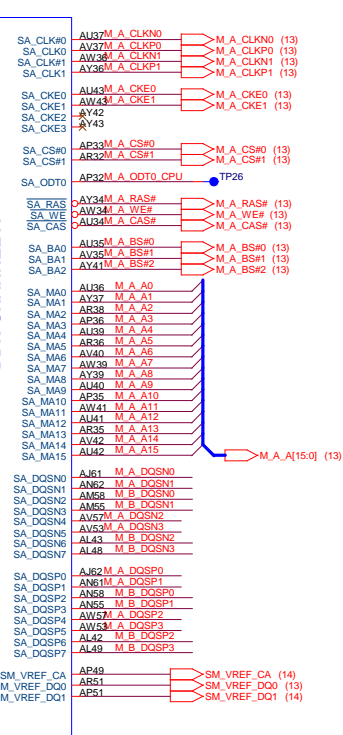 SA_CLK#0 AU37 M_A_CLKN0 M_A_CLKN0 (13)
SA_CLK0 AV37 M_A_CLKP0 M_A_CLKP0 (13)
SA_CLK#1 AW36 M_A_CLKN1 M_A_CLKN1 (13)
SA_CLK1 AY36 M_A_CLKP1 M_A_CLKP1 (13)
SA_CKE0 AU43 M_A_CKE0 M_A_CKE0 (13)
SA_CKE1 AW43 M_A_CKE1 M_A_CKE1 (13)
SA_CKE2 AY42
SA_CKE3 AY43
SA_CS#0 AP33 M_A_CS#0 M_A_CS#0 (13)
SA_CS#1 AR32 M_A_CS#1 M_A_CS#1 (13)
SA_ODT0 AP32 M_A_ODT0_CPU TP26
SA_RAS AY34 M_A_RAS# M_A_RAS# (13)
SA_WE AW34 M_A_WE# M_A_WE# (13)
SA_CAS AU34 M_A_CAS# M_A_CAS# (13)
SA_BA0 AU35 M_A_BS#0 M_A_BS#0 (13)
SA_BA1 AV35 M_A_BS#1 M_A_BS#1 (13)
SA_BA2 AY41 M_A_BS#2 M_A_BS#2 (13)
SA_MA0 AU36 M_A_A0
SA_MA1 AY37 M_A_A1
SA_MA2 AR38 M_A_A2
SA_MA3 AP36 M_A_A3
SA_MA4 AU39 M_A_A4
SA_MA5 AR36 M_A_A5
SA_MA6 AV40 M_A_A6
SA_MA7 AW39 M_A_A7
SA_MA8 AY39 M_A_A8
SA_MA9 AU40 M_A_A9
SA_MA10 AP35 M_A_A10
SA_MA11 AW41 M_A_A11
SA_MA12 AU41 M_A_A12
SA_MA13 AR35 M_A_A13
SA_MA14 AV42 M_A_A14
SA_MA15 AU42 M_A_A15 M_A_A[15:0] (13)
SA_DQSN0 AJ61 M_A_DQSN0
SA_DQSN1 AN62 M_A_DQSN1
SA_DQSN2 AM58 M_B_DQSN0
SA_DQSN3 AM55 M_B_DQSN1
SA_DQSN4 AV57 M_A_DQSN2
SA_DQSN5 AV53 M_A_DQSN3
SA_DQSN6 AL43 M_B_DQSN2
SA_DQSN7 AL48 M_B_DQSN3
SA_DQSP0 AJ62 M_A_DQSP0
SA_DQSP1 AN61 M_A_DQSP1
SA_DQSP2 AN58 M_B_DQSP0
SA_DQSP3 AN55 M_B_DQSP1
SA_DQSP4 AW57 M_A_DQSP2
SA_DQSP5 AW53 M_A_DQSP3
SA_DQSP6 AL42 M_B_DQSP2
SA_DQSP7 AL49 M_B_DQSP3
SM_VREF_CA AP49 SM_VREF_CA (14)
M_VREF_DQ0 AR51 SM_VREF_DQ0 (13)
M_VREF_DQ1 AP51 SM_VREF_DQ1 (14)